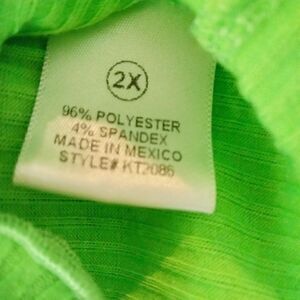 2X
96% POLYESTER
4% SPANDEX
MADE IN MEXICO
STYLE# KT2086